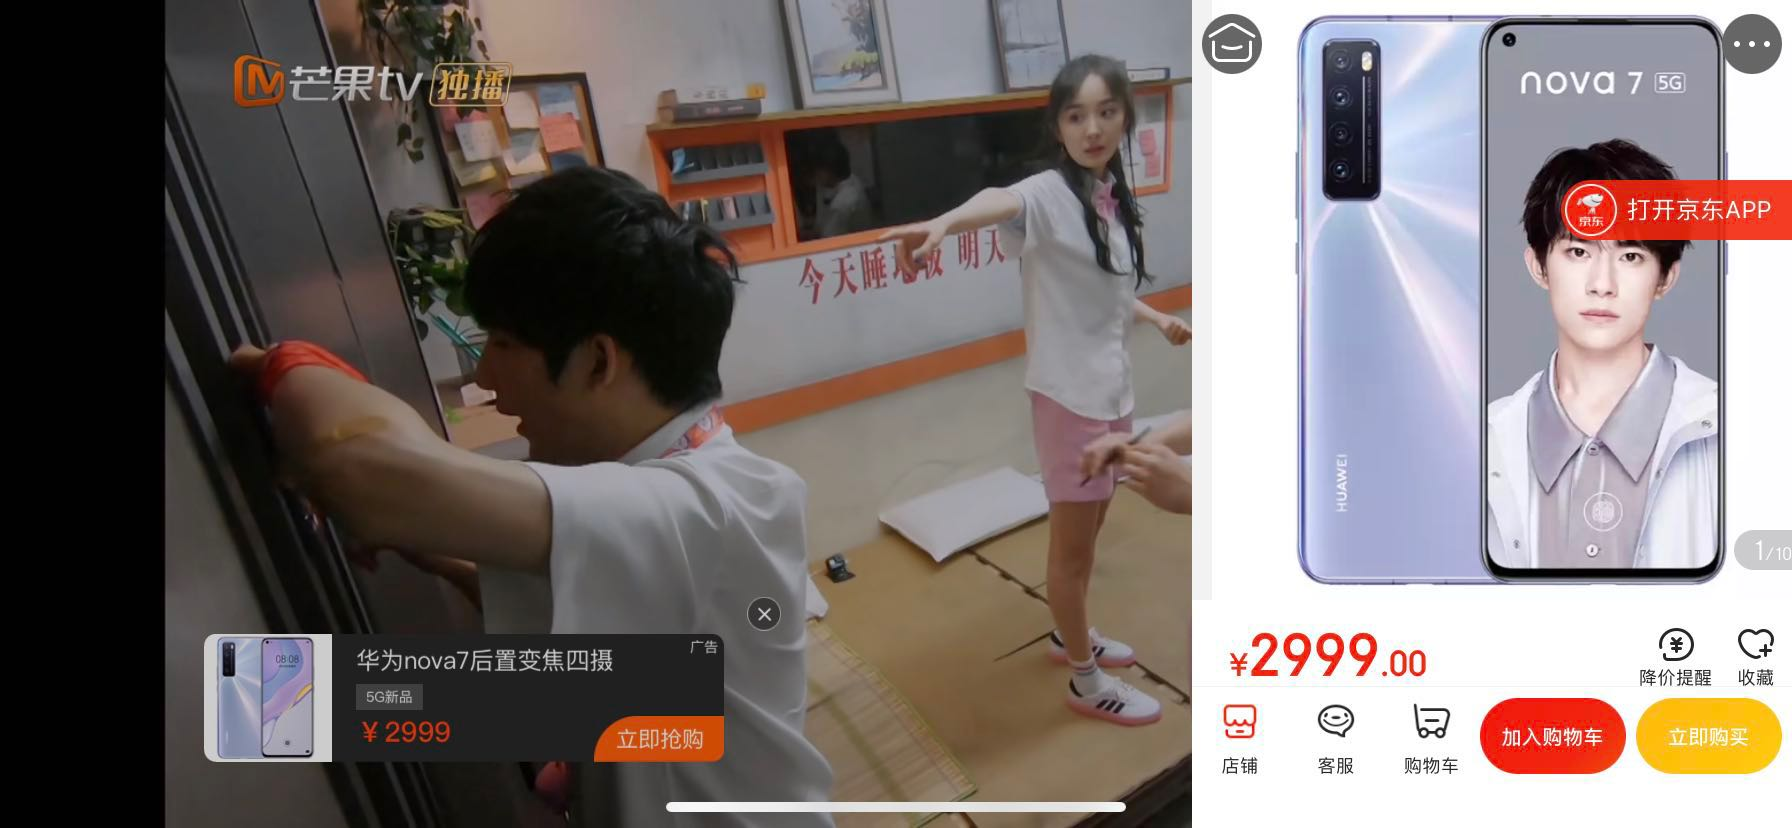 芒果tv 独播
今天睡地板 明天
广告
华为nova7后置变焦四摄
08:08
5G新品
￥2999
立即抢购
nova 7 5G
京东
打开京东APP
HUAWEI
1/10
¥2999.00
降价提醒
收藏
店铺
客服
购物车
加入购物车
立即购买